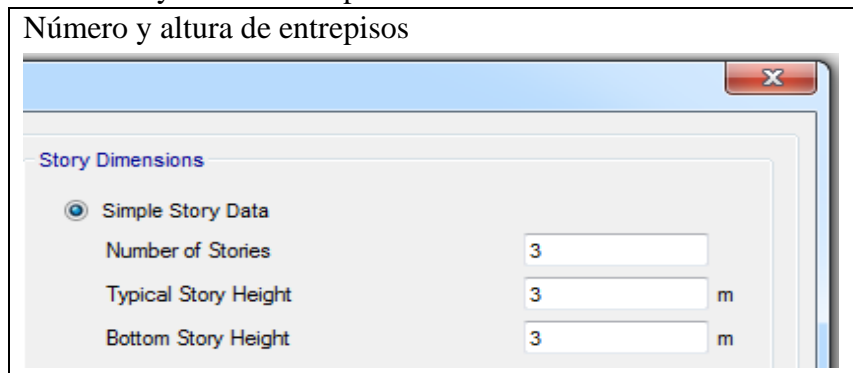 Número y altura de entrepisos
Story Dimensions
Simple Story Data
Number of Stories 3
Typical Story Height 3 m
Bottom Story Height 3 m